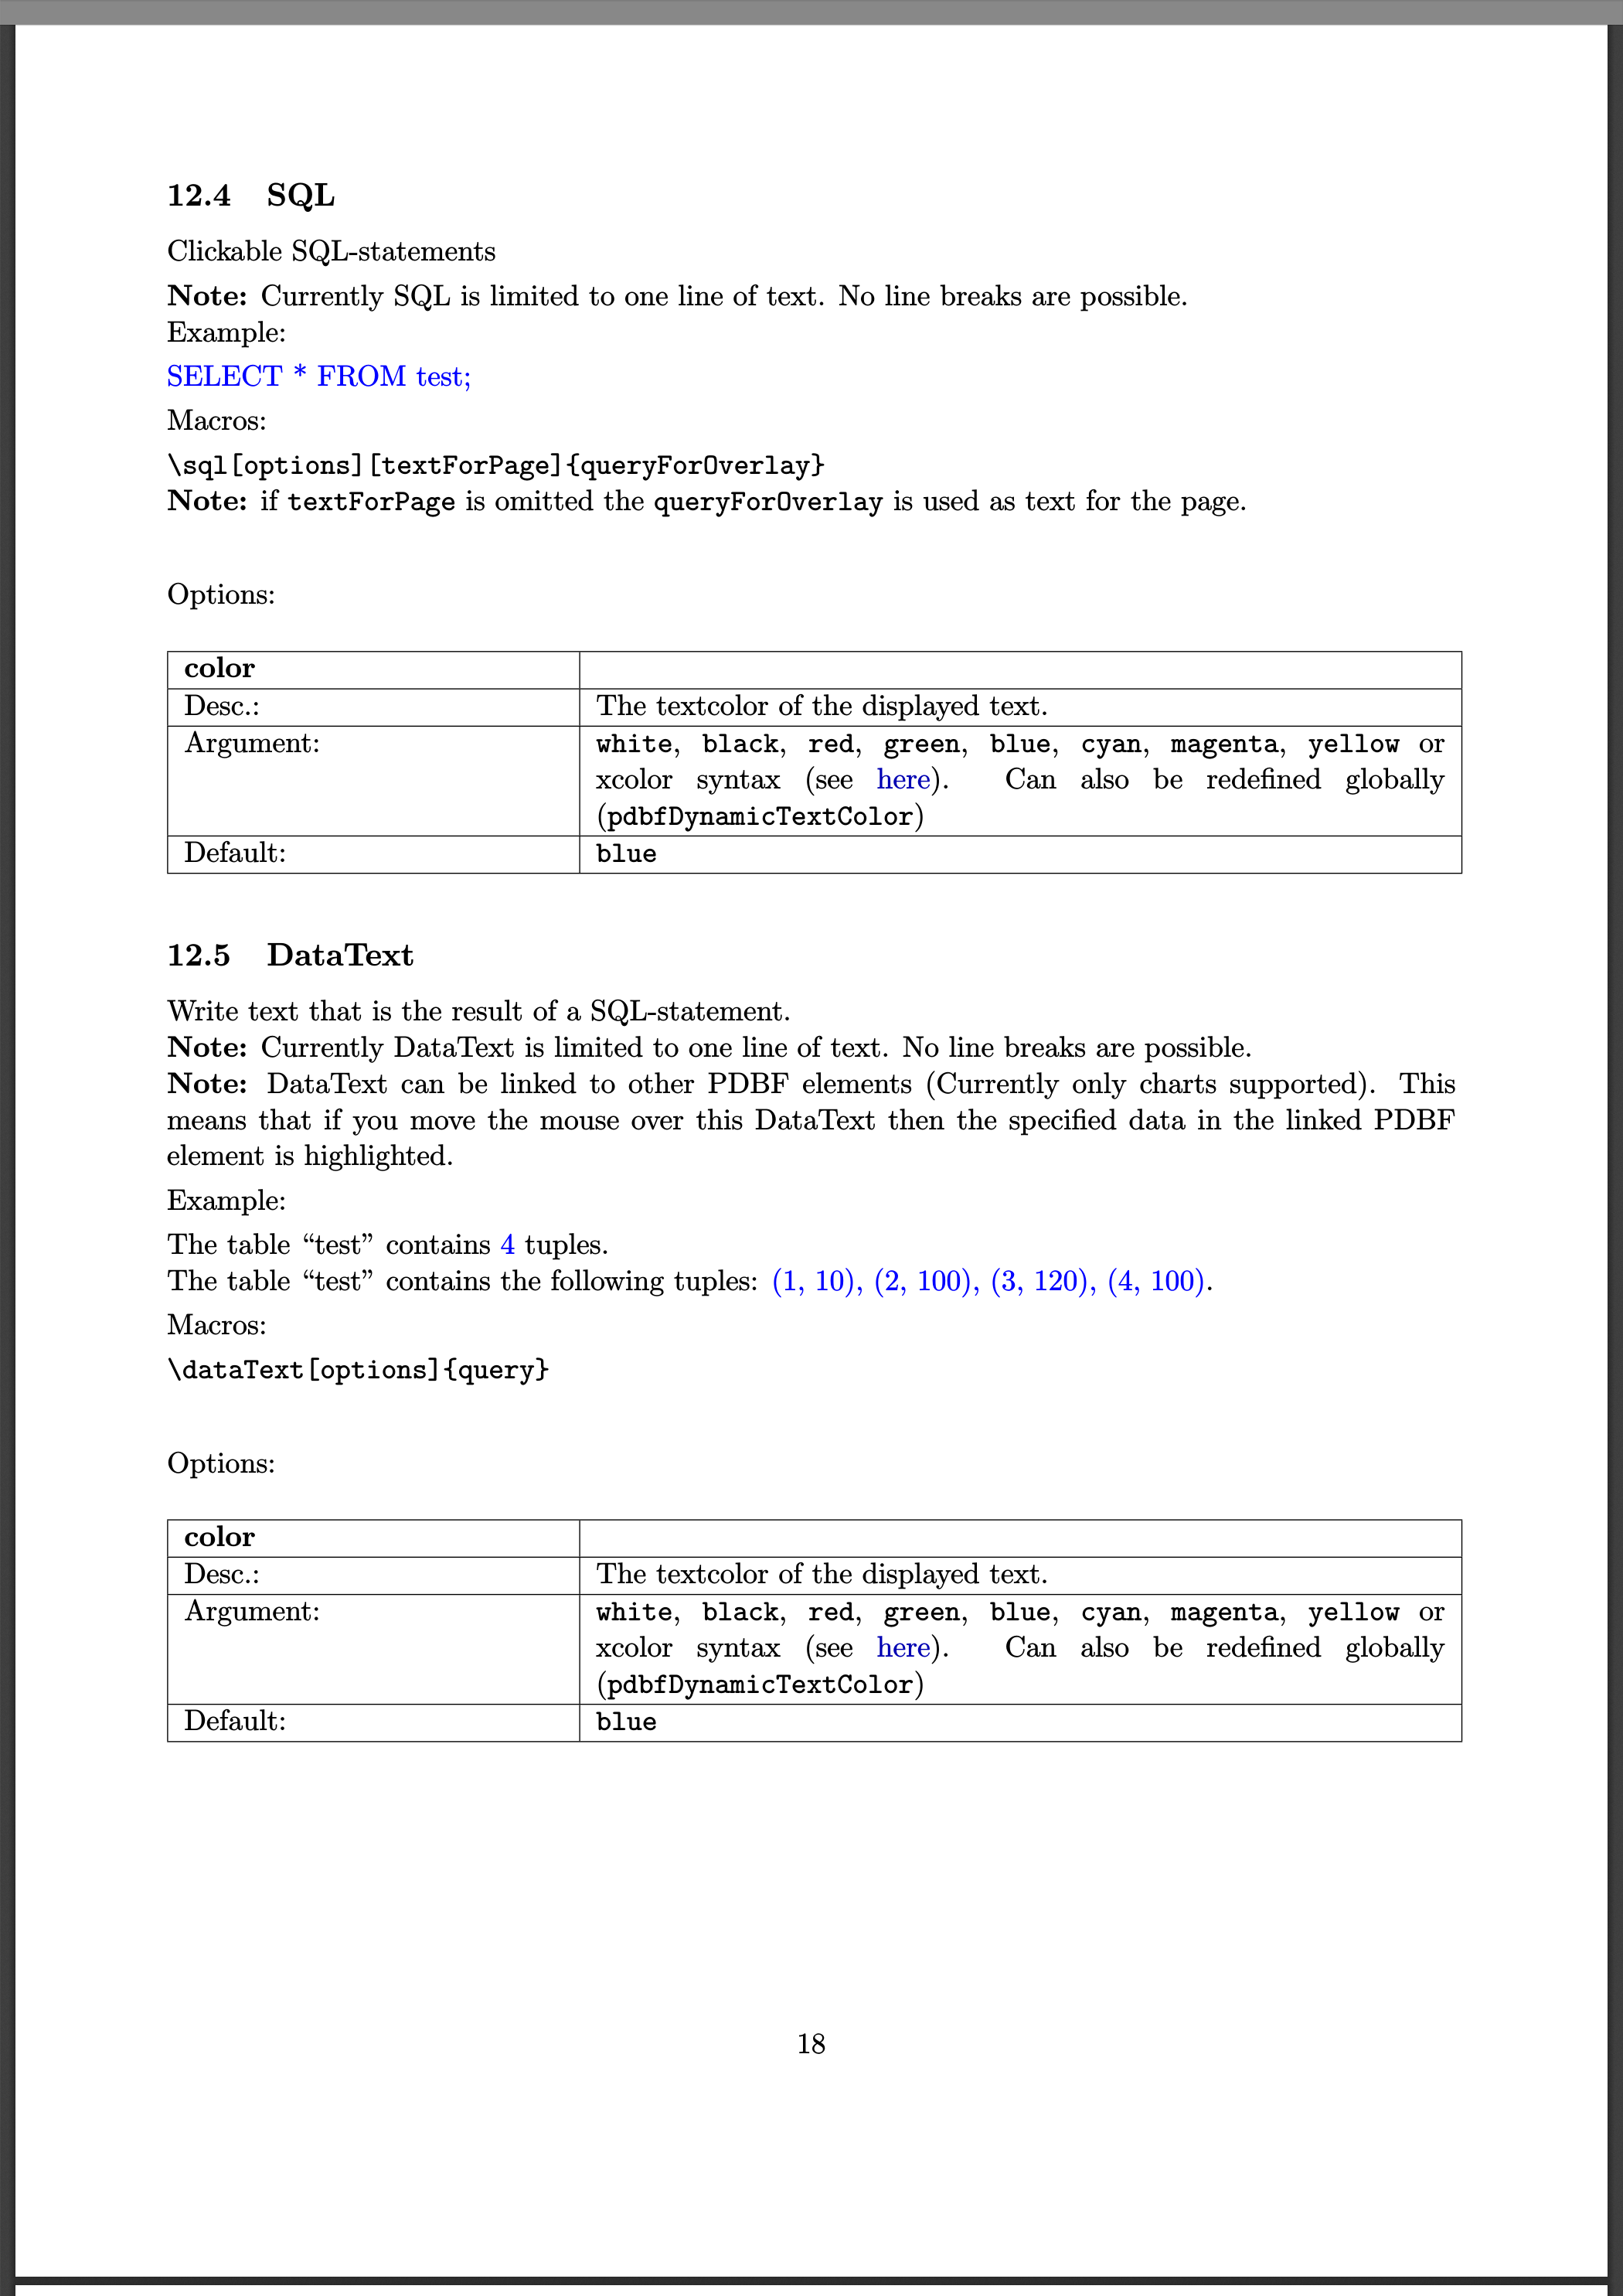 12.4 SQL
Clickable SQL-statements
Note: Currently SQL is limited to one line of text. No line breaks are possible.
Example:
SELECT * FROM test;
Macros:
\sql[options][textForPage]{queryForOverlay}
Note: if textForPage is omitted the queryForOverlay is used as text for the page.
Options:
color
Desc.: The textcolor of the displayed text.
Argument: white, black, red, green, blue, cyan, magenta, yellow or
xcolor syntax (see here). Can also be redefined globally
(pdbfDynamicTextColor)
Default: blue
12.5 DataText
Write text that is the result of a SQL-statement.
Note: Currently DataText is limited to one line of text. No line breaks are possible.
Note: DataText can be linked to other PDBF elements (Currently only charts supported). This
means that if you move the mouse over this DataText then the specified data in the linked PDBF
element is highlighted.
Example:
The table “test” contains 4 tuples.
The table “test” contains the following tuples: (1, 10), (2, 100), (3, 120), (4, 100).
Macros:
\dataText[options]{query}
Options:
color
Desc.: The textcolor of the displayed text.
Argument: white, black, red, green, blue, cyan, magenta, yellow or
xcolor syntax (see here). Can also be redefined globally
(pdbfDynamicTextColor)
Default: blue
18